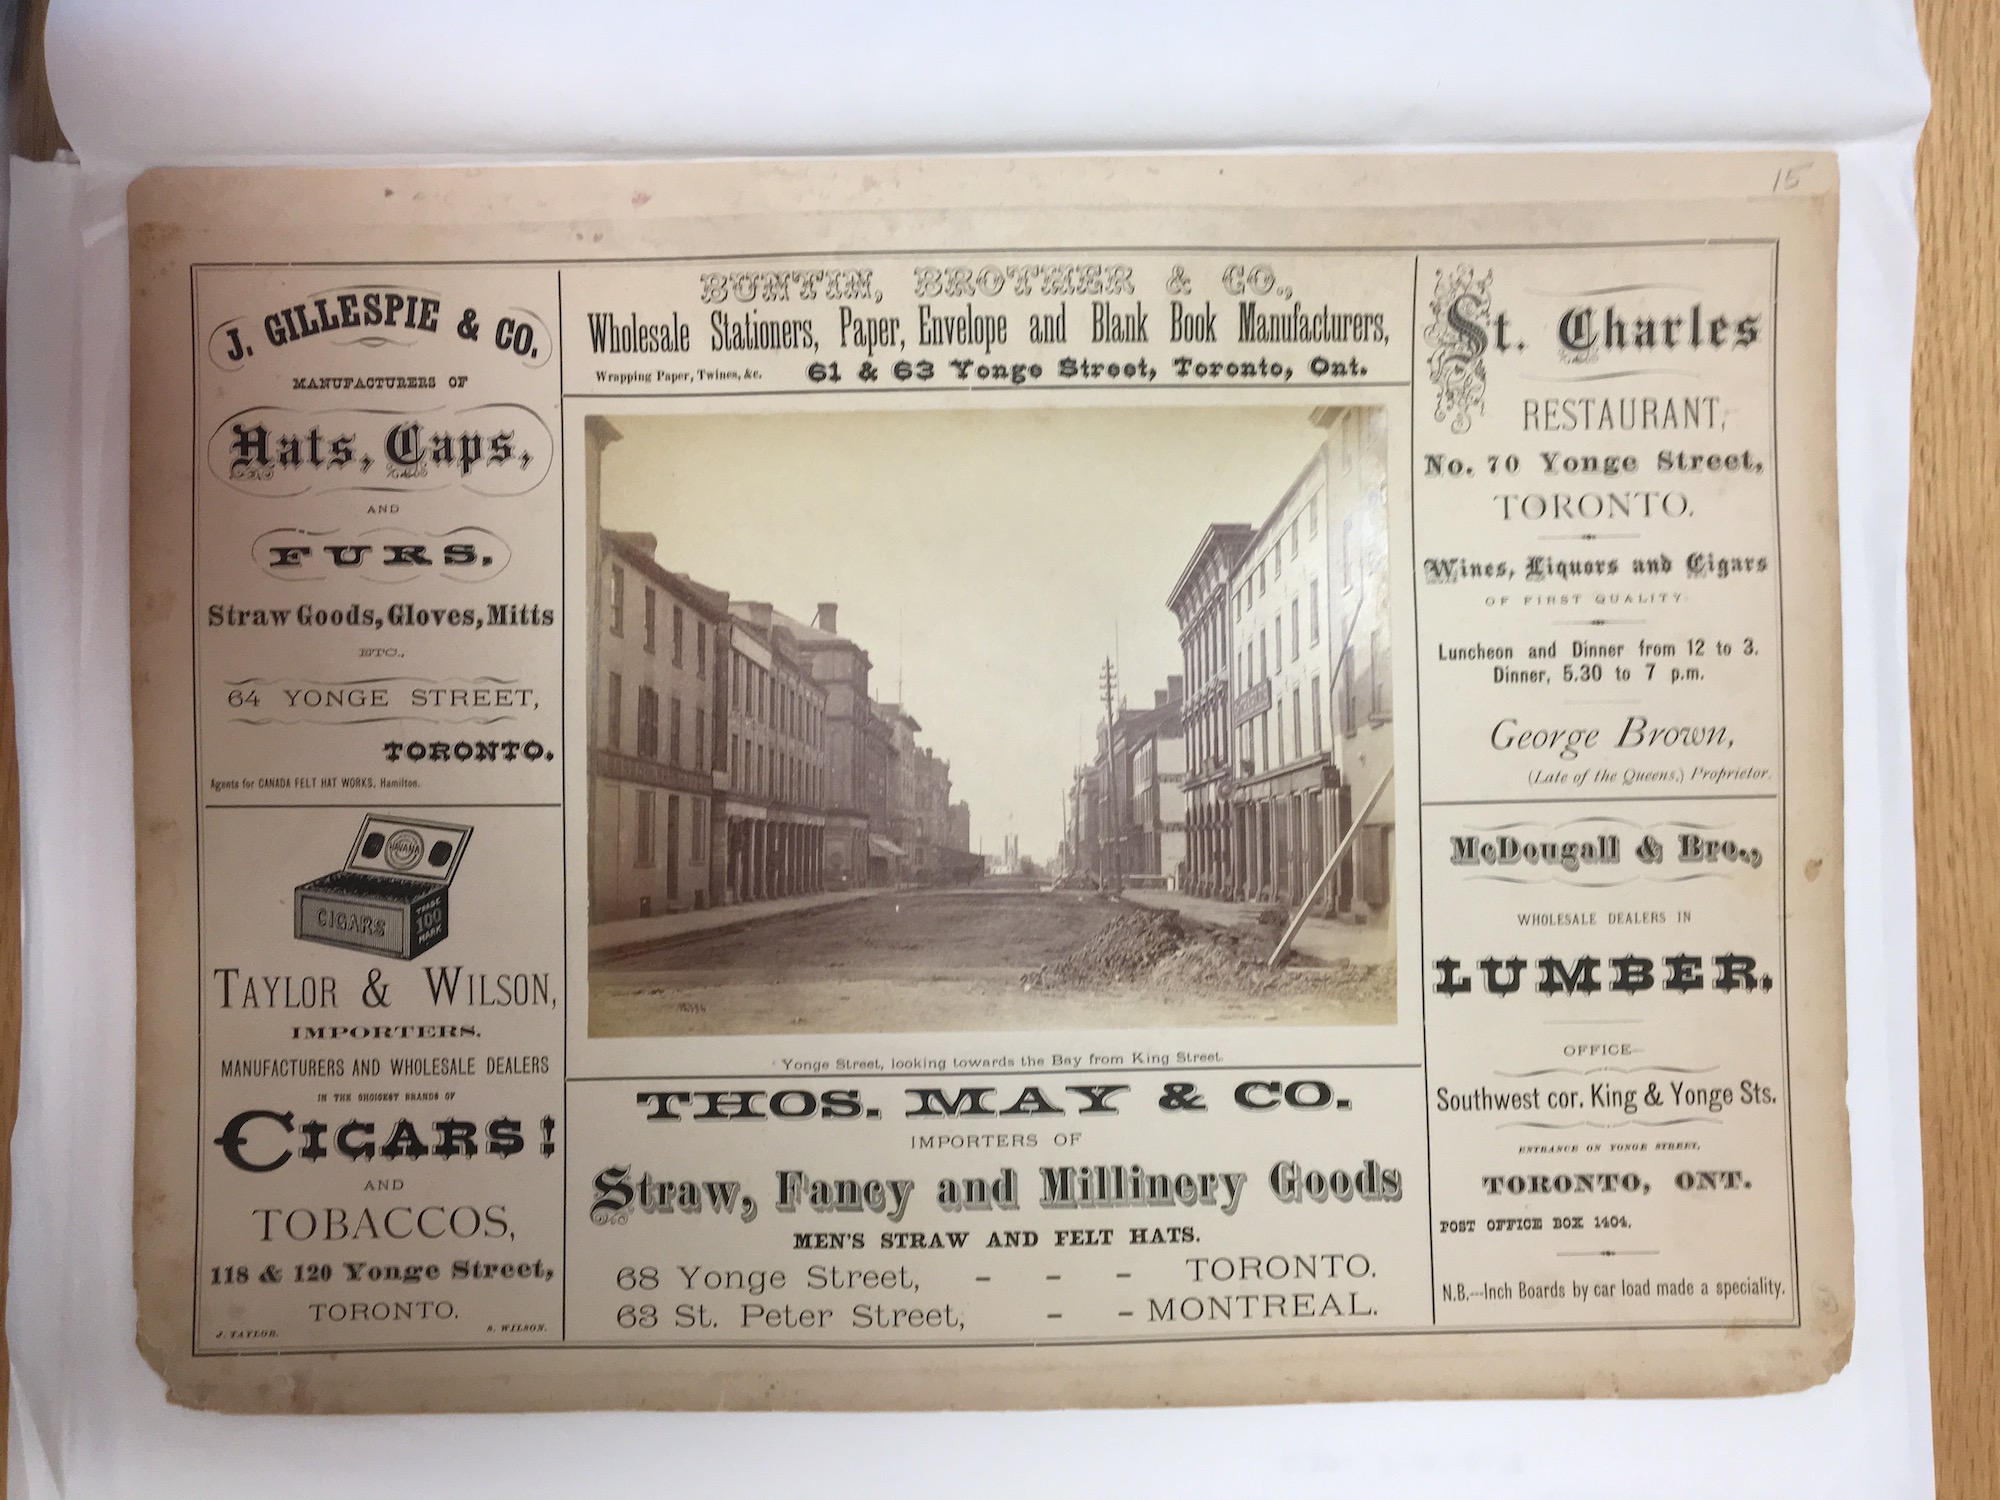 15
J. GILLESPIE & CO.
MANUFACTURERS OF
Hats, Caps,
AND
FURS.
Straw Goods, Gloves, Mitts
ETC.,
64 YONGE STREET,
TORONTO.
Agents for CANADA FELT HAT WORKS, Hamilton.
HAVANA
CIGARS
TRADE
100
MARK
TAYLOR & WILSON,
IMPORTERS.
MANUFACTURERS AND WHOLESALE DEALERS
IN THE CHOICEST BRANDS OF
CIGARS!
AND
TOBACCOS,
118 & 120 Yonge Street,
TORONTO.
J. TAYLOR. S. WILSON.
BUNTIN, BROTHER & CO.,
Wholesale Stationers, Paper, Envelope and Blank Book Manufacturers,
Wrapping Paper, Twines, &c. 61 & 63 Yonge Street, Toronto, Ont.
Yonge Street, looking towards the Bay from King Street.
THOS. MAY & CO.
IMPORTERS OF
Straw, Fancy and Millinery Goods
MEN'S STRAW AND FELT HATS.
68 Yonge Street, - - - TORONTO.
63 St. Peter Street, - - MONTREAL.
St. Charles
RESTAURANT,
No. 70 Yonge Street,
TORONTO.
Wines, Liquors and Cigars
OF FIRST QUALITY
Luncheon and Dinner from 12 to 3.
Dinner, 5.30 to 7 p.m.
George Brown,
(Late of the Queens,) Proprietor.
McDougall & Bro.,
WHOLESALE DEALERS IN
LUMBER.
OFFICE—
Southwest cor. King & Yonge Sts.
ENTRANCE ON YONGE STREET,
TORONTO, ONT.
POST OFFICE BOX 1404.
N.B.---Inch Boards by car load made a speciality.